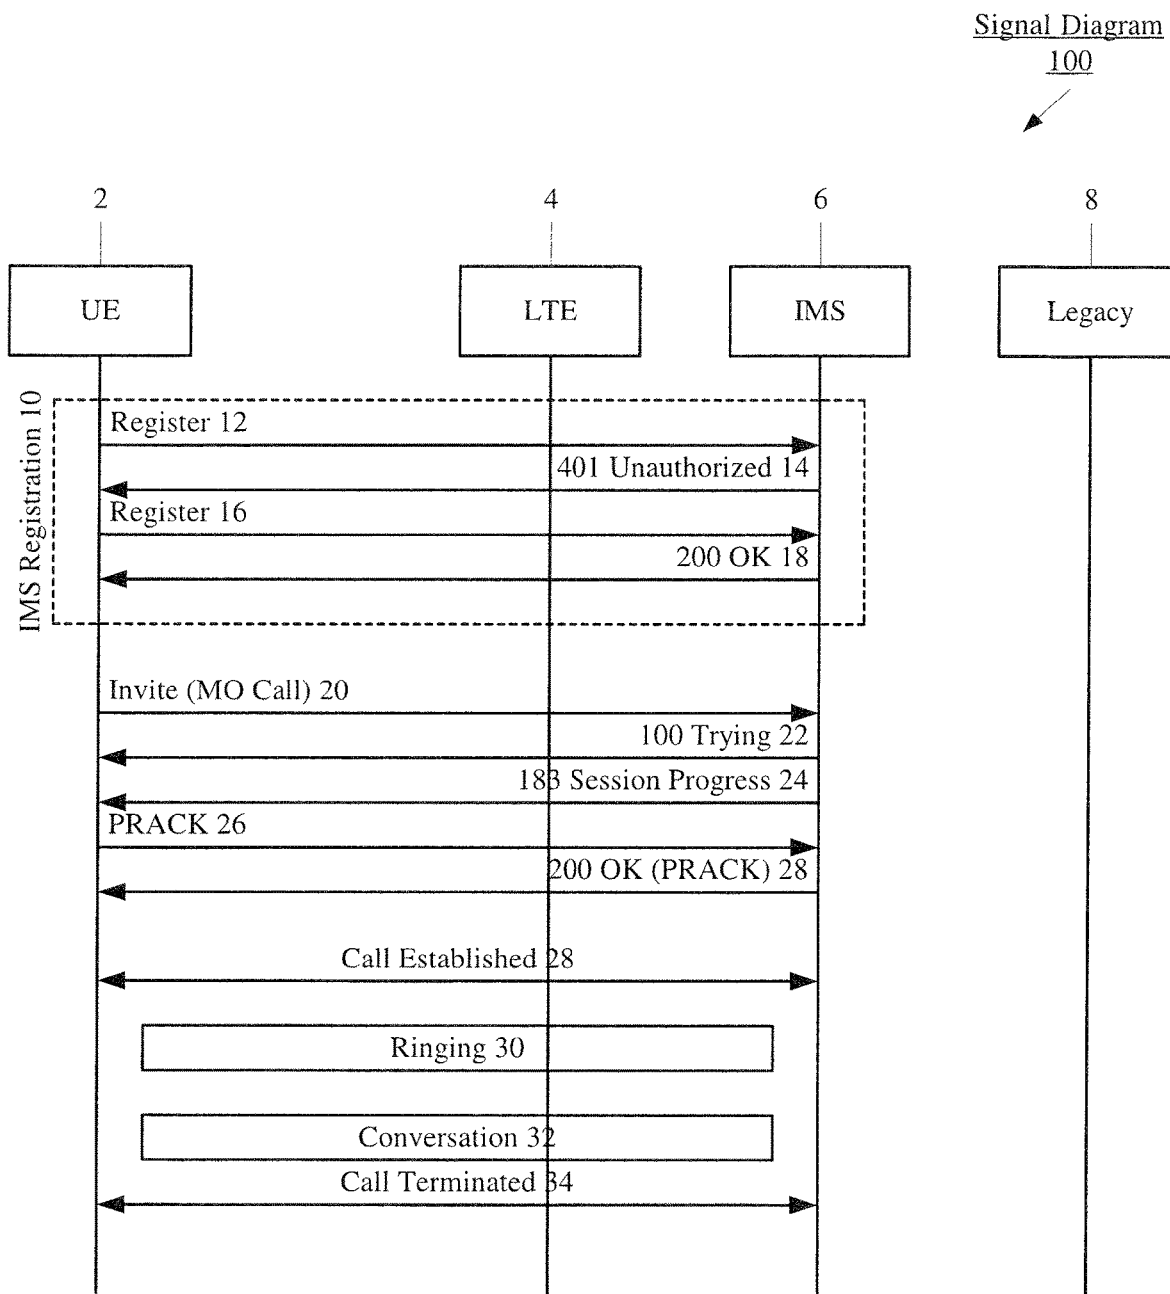 Signal Diagram
100
2
4
6
8
UE
LTE
IMS
Legacy
IMS Registration 10
Register 12
401 Unauthorized 14
Register 16
200 OK 18
Invite (MO Call) 20
100 Trying 22
183 Session Progress 24
PRACK 26
200 OK (PRACK) 28
Call Established 28
Ringing 30
Conversation 32
Call Terminated 34